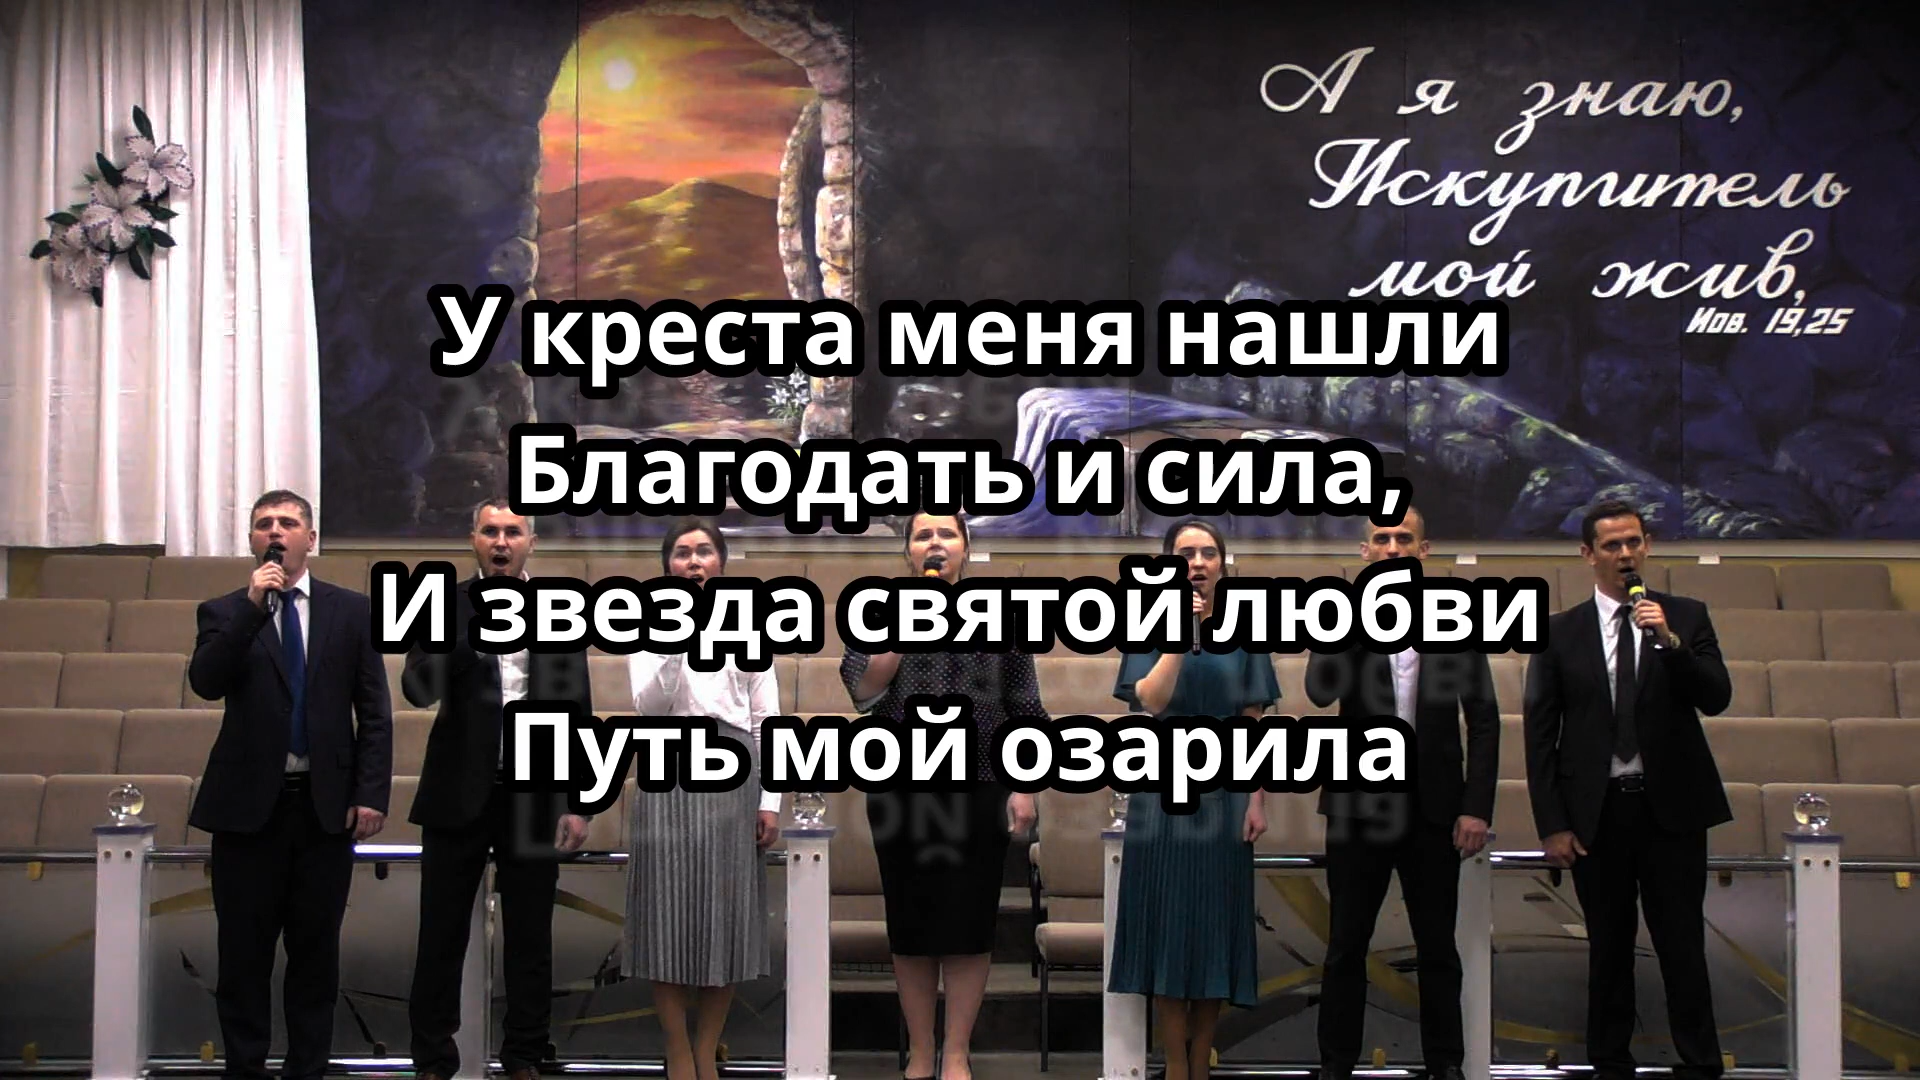 А я знаю,
Искупитель
мой жив,
Иов. 19,25
У креста меня нашли
Благодать и сила,
И звезда святой любви
Путь мой озарила